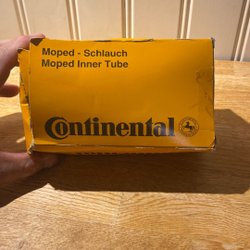 Moped - Schlauch
Moped Inner Tube
Continental